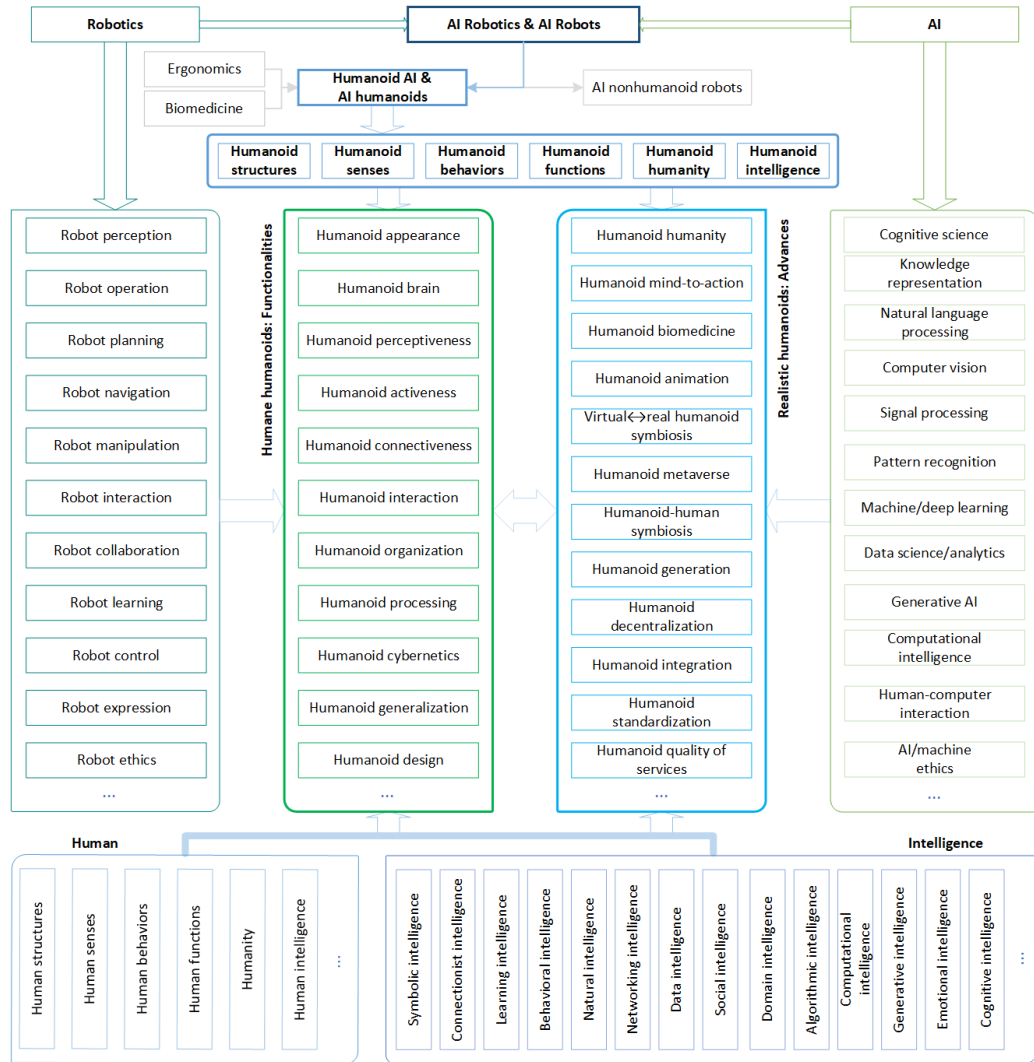 Robotics
AI Robotics & AI Robots
AI
Ergonomics
Biomedicine
Humanoid AI &
AI humanoids
AI nonhumanoid robots
Humanoid
structures
Humanoid
senses
Humanoid
behaviors
Humanoid
functions
Humanoid
humanity
Humanoid
intelligence
Robot perception
Robot operation
Robot planning
Robot navigation
Robot manipulation
Robot interaction
Robot collaboration
Robot learning
Robot control
Robot expression
Robot ethics
...
Humane humanoids: Functionalities
Humanoid appearance
Humanoid brain
Humanoid perceptiveness
Humanoid activeness
Humanoid connectiveness
Humanoid interaction
Humanoid organization
Humanoid processing
Humanoid cybernetics
Humanoid generalization
Humanoid design
...
Humanoid humanity
Humanoid mind-to-action
Humanoid biomedicine
Humanoid animation
Virtual↔real humanoid
symbiosis
Humanoid metaverse
Humanoid-human
symbiosis
Humanoid generation
Humanoid
decentralization
Humanoid integration
Humanoid
standardization
Humanoid quality of
services
...
Realistic humanoids: Advances
Cognitive science
Knowledge
representation
Natural language
processing
Computer vision
Signal processing
Pattern recognition
Machine/deep learning
Data science/analytics
Generative AI
Computational
intelligence
Human-computer
interaction
AI/machine
ethics
...
Human
Human structures
Human senses
Human behaviors
Human functions
Humanity
Human intelligence
...
Intelligence
Symbolic intelligence
Connectionist intelligence
Learning intelligence
Behavioral intelligence
Natural intelligence
Networking intelligence
Data intelligence
Social intelligence
Domain intelligence
Algorithmic intelligence
Computational
intelligence
Generative intelligence
Emotional intelligence
Cognitive intelligence
...